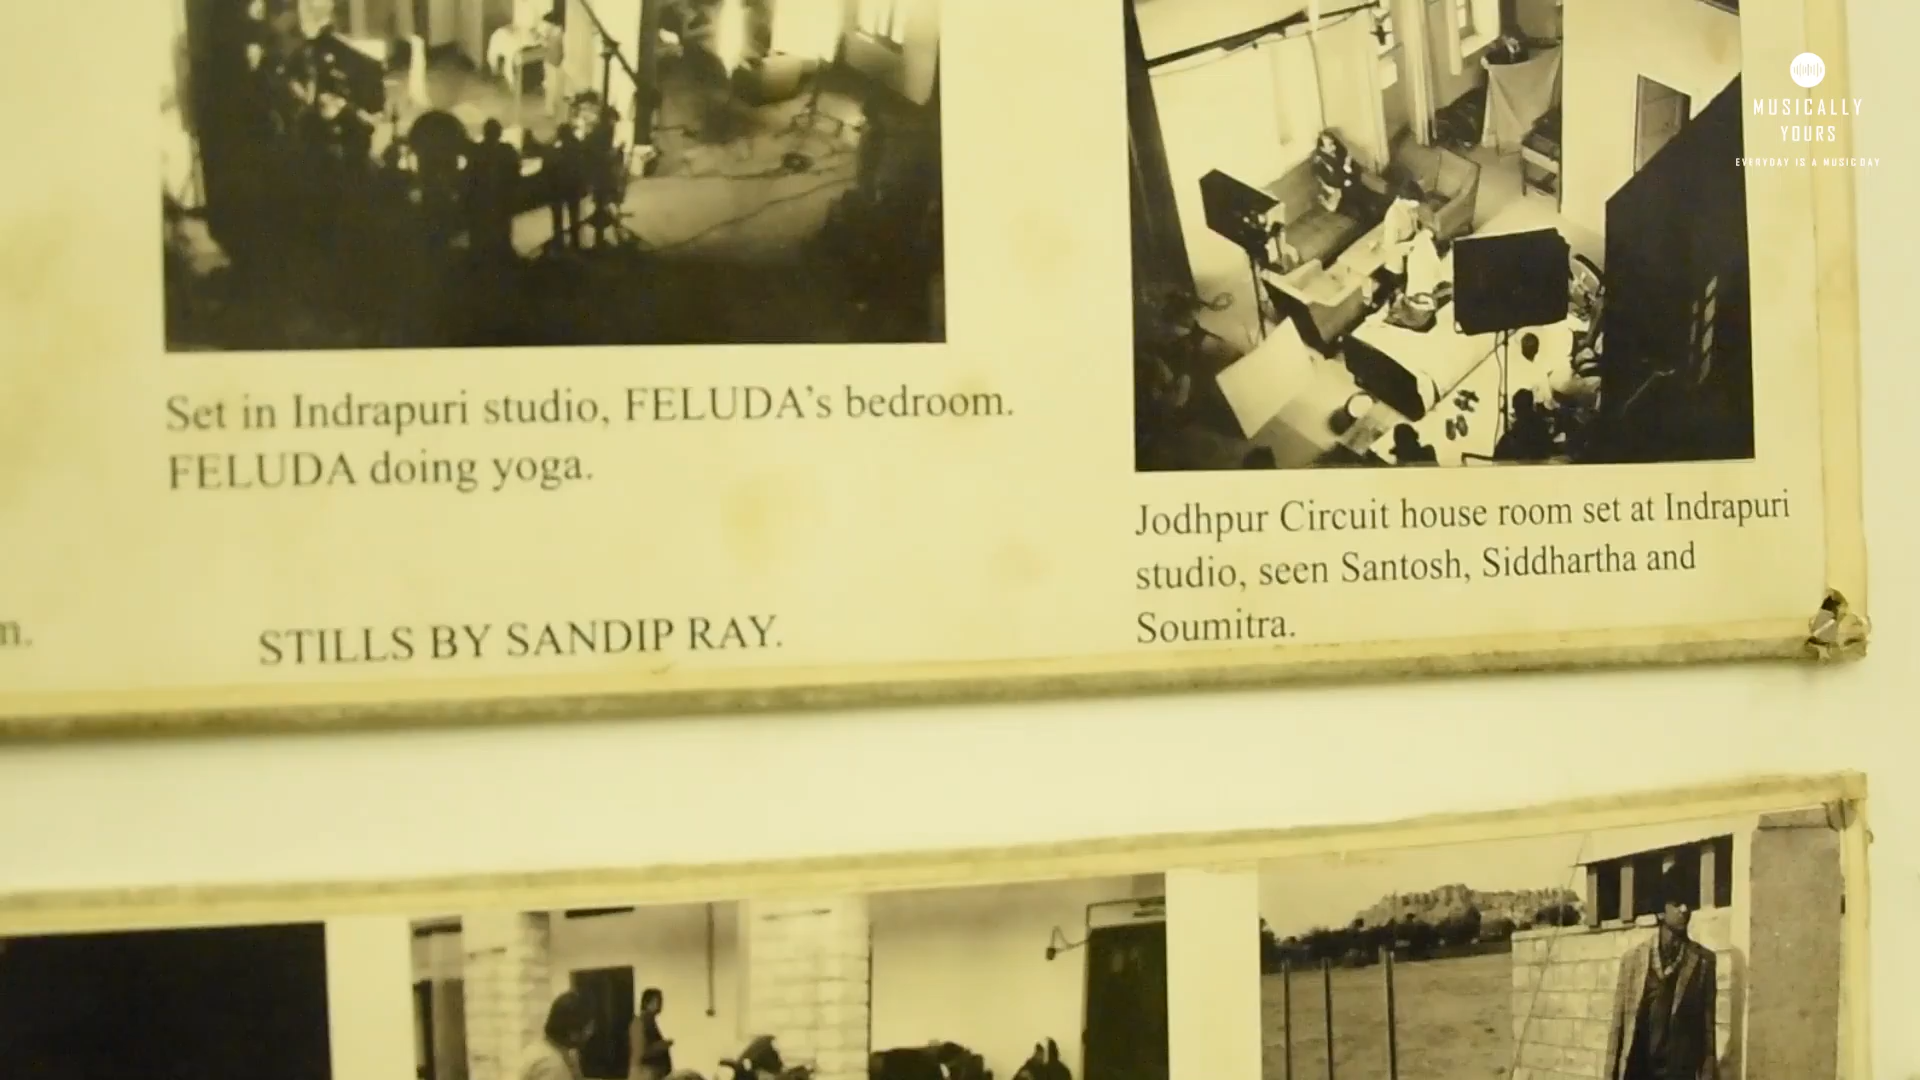 MUSICALLY
YOURS
EVERYDAY IS A MUSIC DAY
Set in Indrapuri studio, FELUDA's bedroom.
FELUDA doing yoga.
Jodhpur Circuit house room set at Indrapuri
studio, seen Santosh, Siddhartha and
Soumitra.
STILLS BY SANDIP RAY.